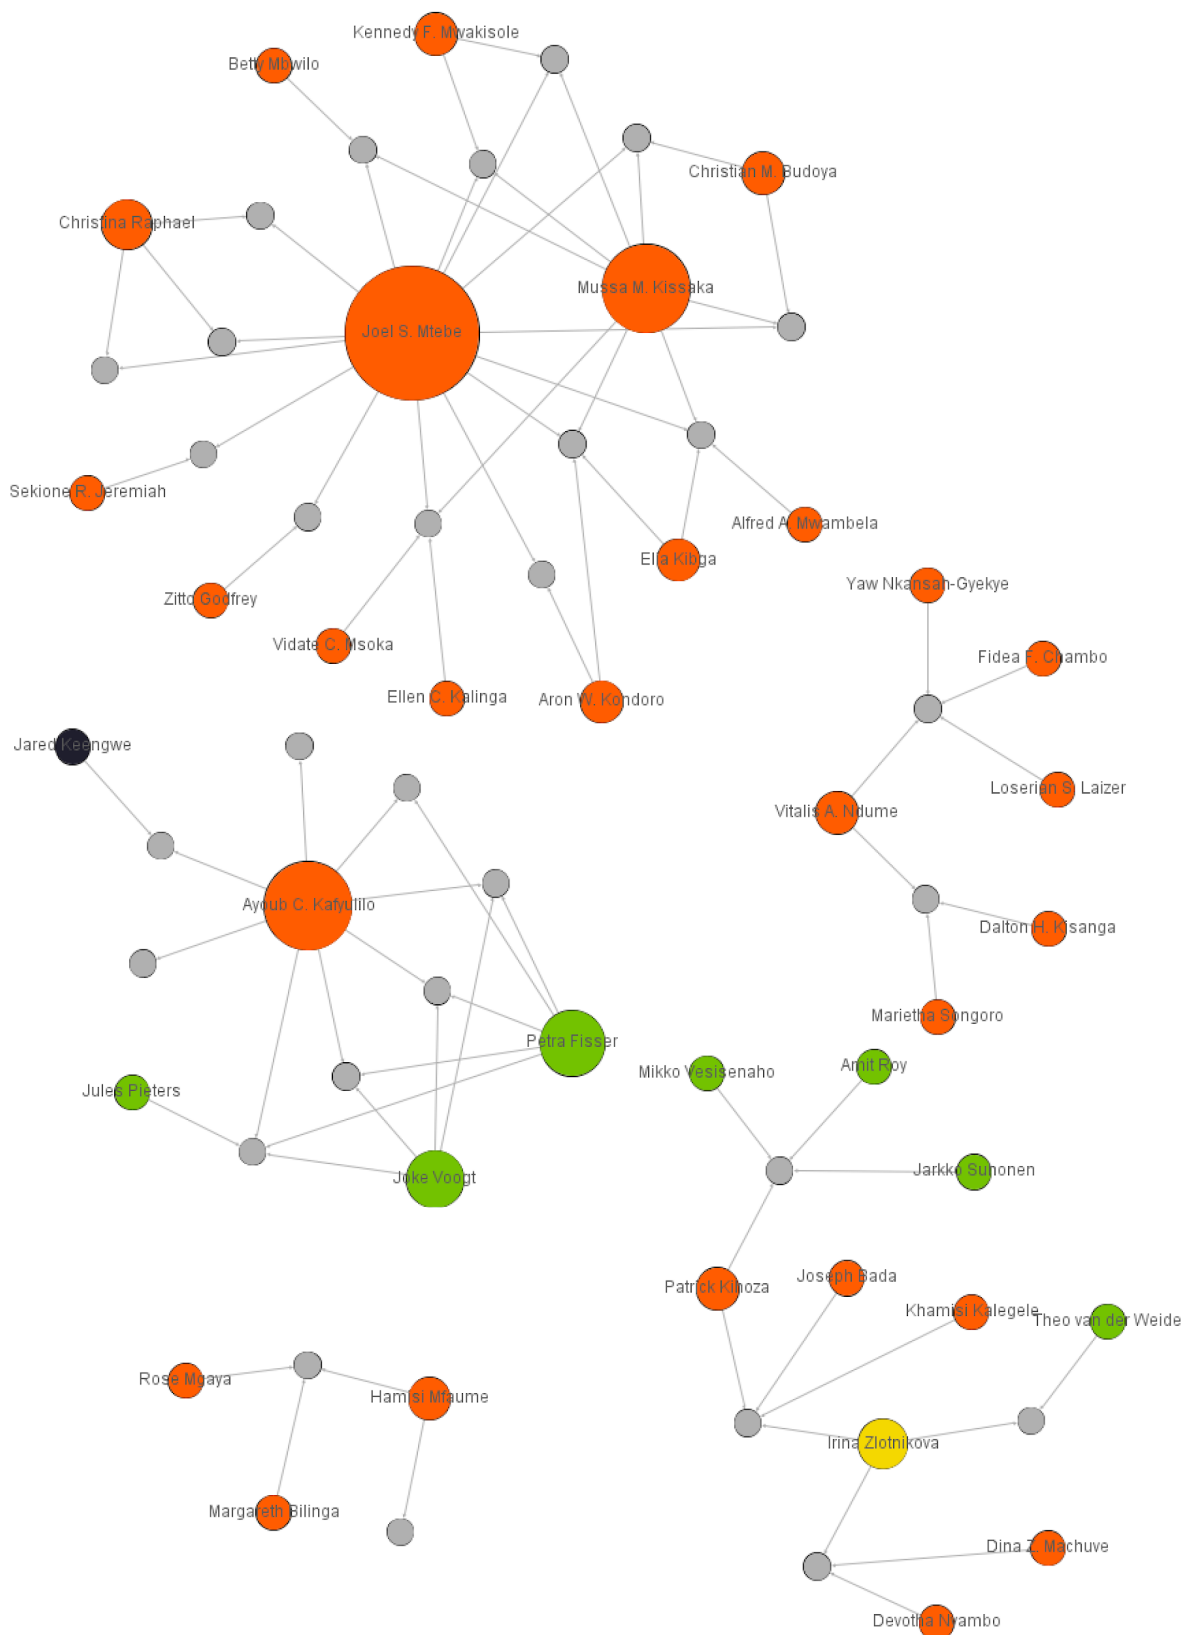 Kennedy F. Mwakisole
Betty Mbwilo
Christian M. Budoya
Christina Raphael
Mussa M. Kissaka
Joel S. Mtebe
Sekione R. Jeremiah
Alfred A. Mwambela
Elia Kibga
Yaw Nkansah-Gyekye
Zitto Godfrey
Vidate C. Msoka
Fidea F. Chambo
Ellen C. Kalinga
Aron W. Kondoro
Jared Keengwe
Loserian S. Laizer
Vitalis A. Ndume
Ayoub C. Kafyulilo
Dalton H. Kisanga
Marietha Songoro
Petra Fisser
Amit Roy
Mikko Vesisenaho
Jules Pieters
Jarkko Suhonen
Joke Voogt
Joseph Bada
Patrick Kihoza
Khamisi Kalegele
Theo van der Weide
Rose Mgaya
Hamisi Mfaume
Irina Zlotnikova
Margareth Bilinga
Dina Z. Machuve
Devotha Nyambo